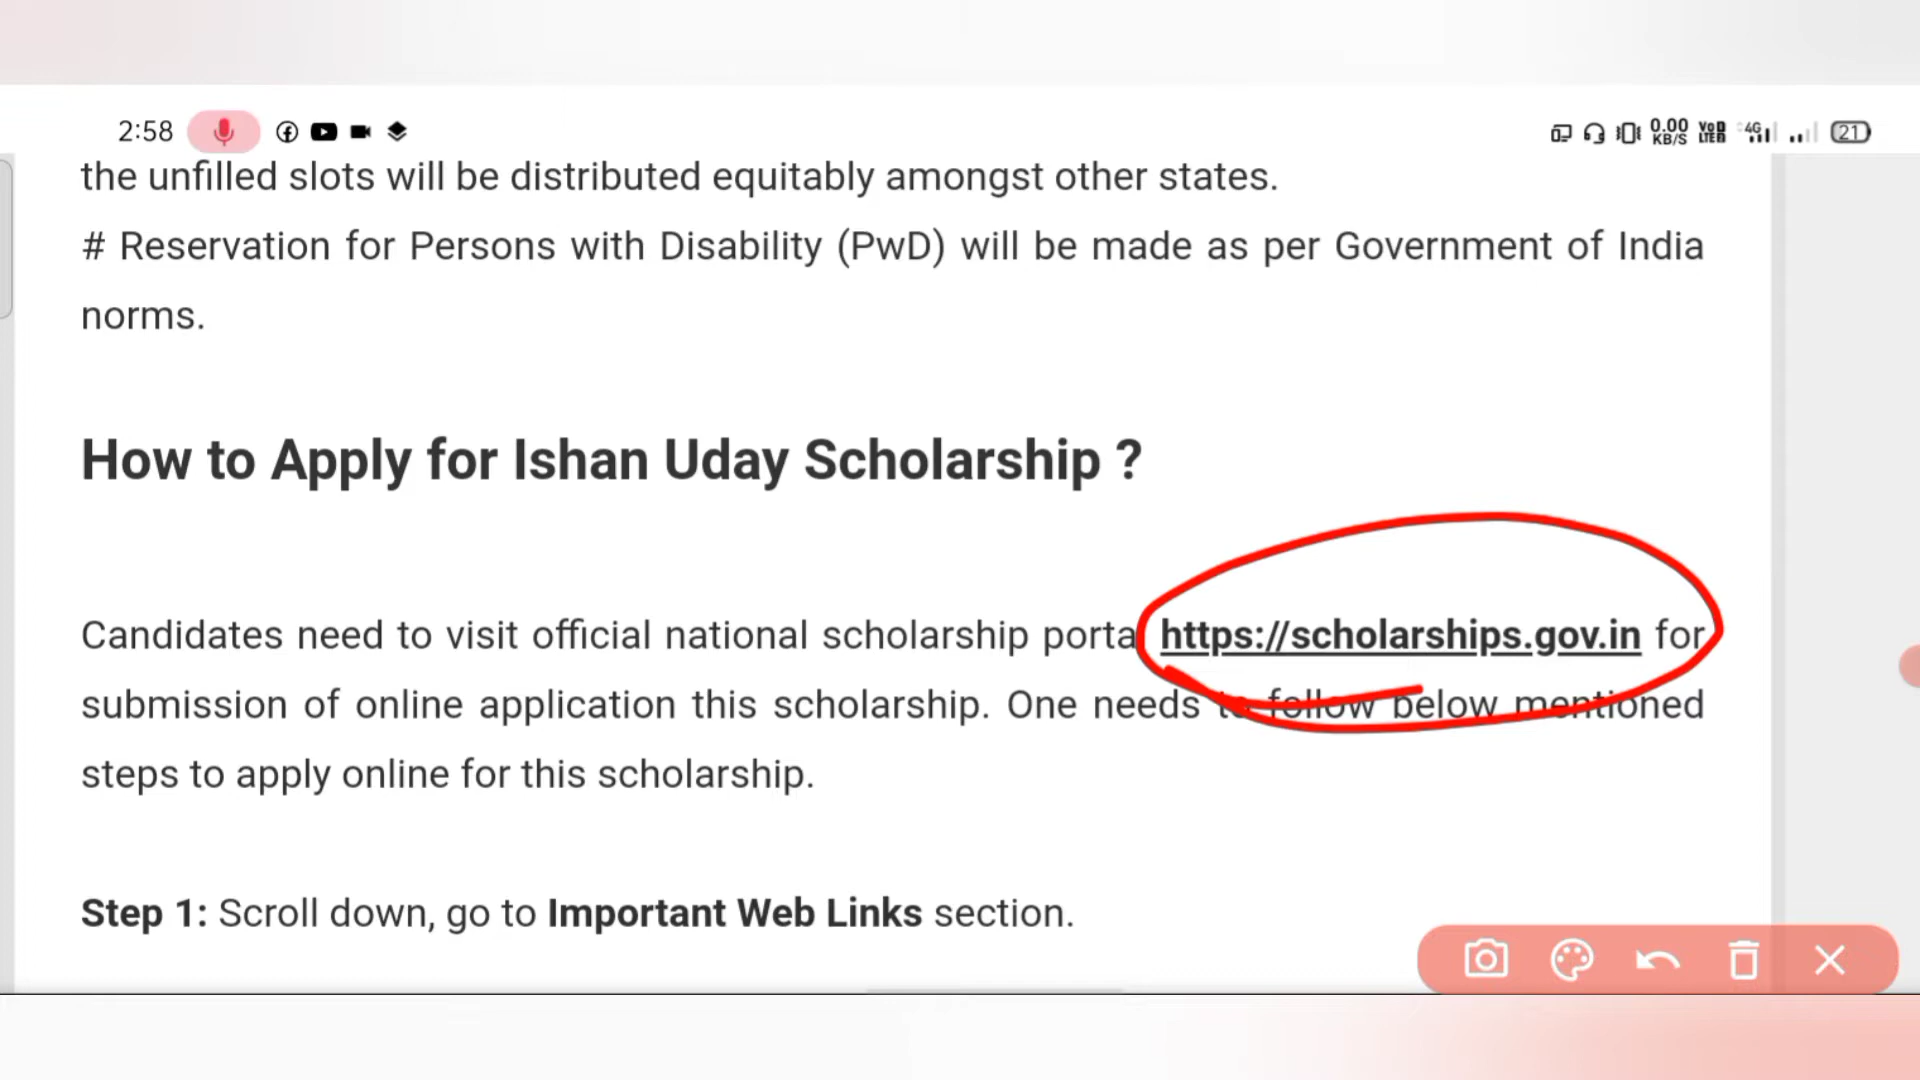 2:58 0.00 KB/S VoD LTE 4G 21
the unfilled slots will be distributed equitably amongst other states.
# Reservation for Persons with Disability (PwD) will be made as per Government of India
norms.
How to Apply for Ishan Uday Scholarship ?
Candidates need to visit official national scholarship porta https://scholarships.gov.in for
submission of online application this scholarship. One needs to follow below mentioned
steps to apply online for this scholarship.
Step 1: Scroll down, go to Important Web Links section.